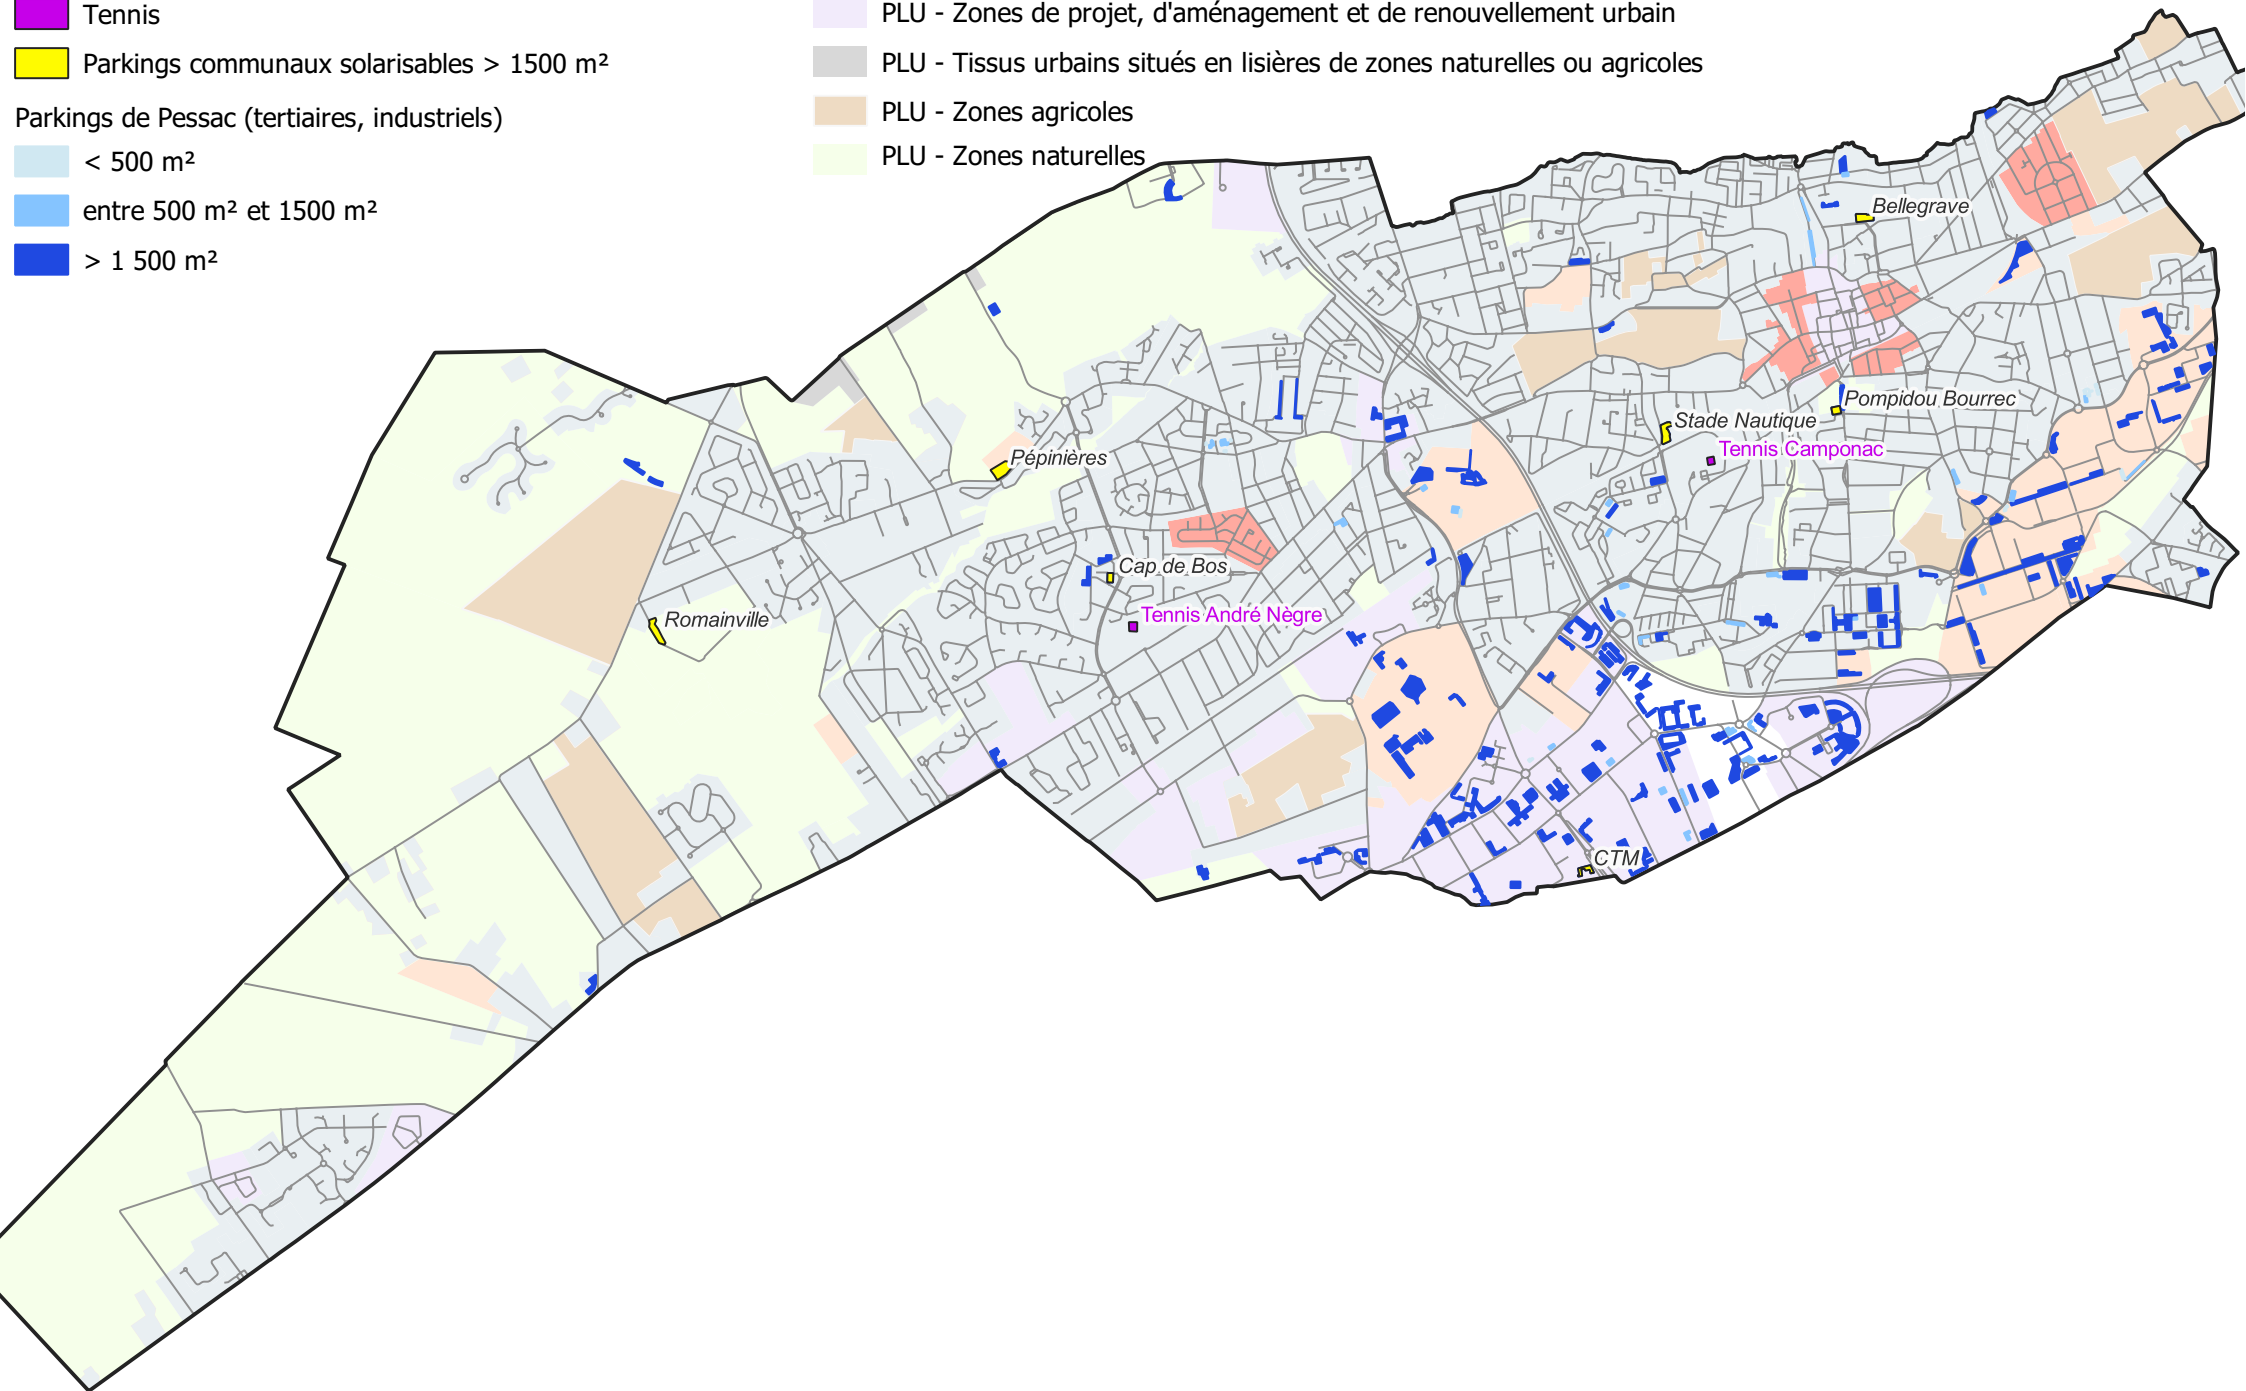 Tennis
Parkings communaux solarisables > 1500 m²
Parkings de Pessac (tertiaires, industriels)
< 500 m²
entre 500 m² et 1500 m²
> 1 500 m²
PLU - Zones de projet, d'aménagement et de renouvellement urbain
PLU - Tissus urbains situés en lisières de zones naturelles ou agricoles
PLU - Zones agricoles
PLU - Zones naturelles
Bellegrave
Pompidou Bourrec
Stade Nautique
Tennis Camponac
Pépinières
Cap de Bos
Tennis André Nègre
Romainville
CTM